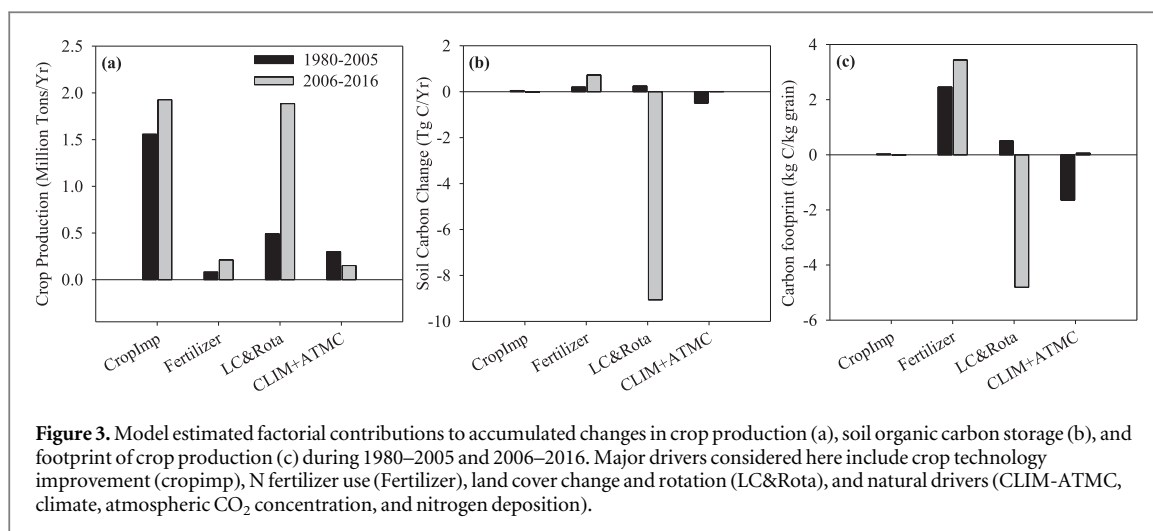 (a)
1980-2005
2006-2016
Crop Production (Million Tons/Yr)
2.5
2.0
1.5
1.0
0.5
0.0
CropImp
Fertilizer
LC&Rota
CLIM+ATMC
(b)
Soil Carbon Change (Tg C/Yr)
2
0
-2
-4
-6
-8
-10
CropImp
Fertilizer
LC&Rota
CLIM+ATMC
(c)
Carbon footprint (kg C/kg grain)
4
2
0
-2
-4
-6
CropImp
Fertilizer
LC&Rota
CLIM+ATMC
Figure 3. Model estimated factorial contributions to accumulated changes in crop production (a), soil organic carbon storage (b), and
footprint of crop production (c) during 1980–2005 and 2006–2016. Major drivers considered here include crop technology
improvement (cropimp), N fertilizer use (Fertilizer), land cover change and rotation (LC&Rota), and natural drivers (CLIM-ATMC,
climate, atmospheric CO₂ concentration, and nitrogen deposition).